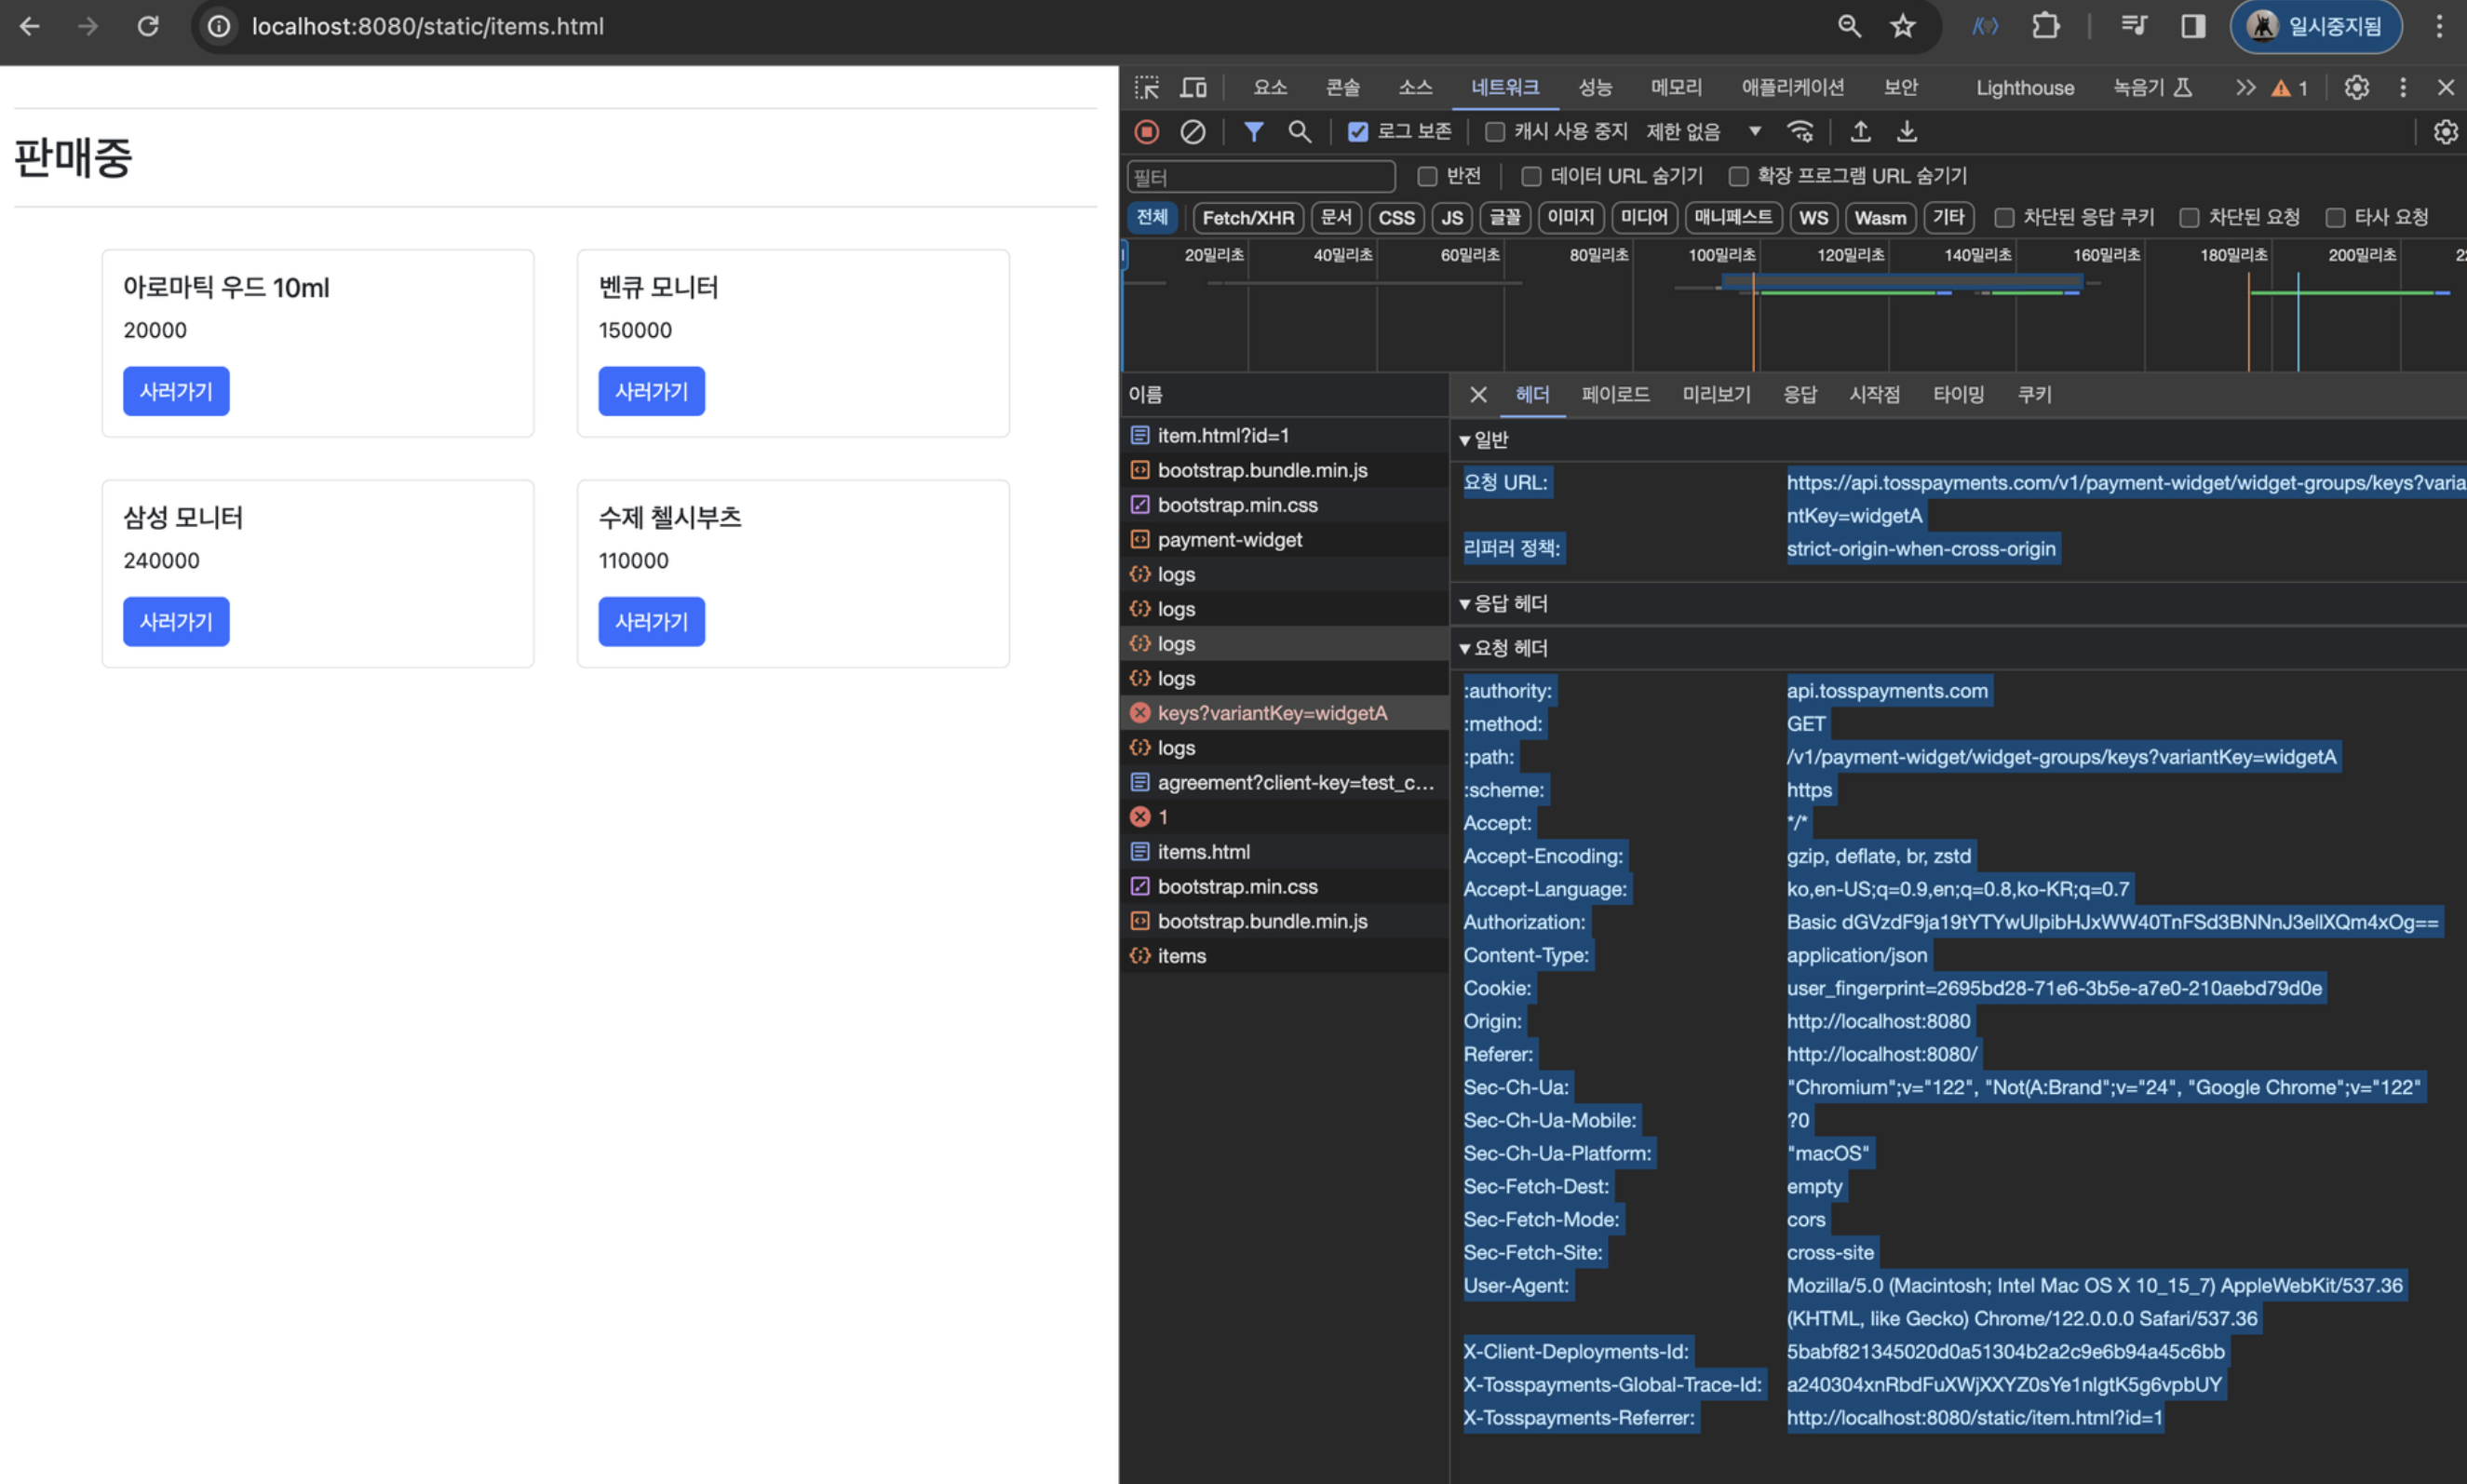 localhost:8080/static/items.html
일시중지됨
판매중
아로마틱 우드 10ml
20000
사러가기
벤큐 모니터
150000
사러가기
삼성 모니터
240000
사러가기
수제 첼시부츠
110000
사러가기
요소 콘솔 소스 네트워크 성능 메모리 애플리케이션 보안 Lighthouse 녹음기 1
로그 보존 캐시 사용 중지 제한 없음
필터 반전 데이터 URL 숨기기 확장 프로그램 URL 숨기기
전체 Fetch/XHR 문서 CSS JS 글꼴 이미지 미디어 매니페스트 WS Wasm 기타 차단된 응답 쿠키 차단된 요청 타사 요청
20밀리초 40밀리초 60밀리초 80밀리초 100밀리초 120밀리초 140밀리초 160밀리초 180밀리초 200밀리초
이름
item.html?id=1
bootstrap.bundle.min.js
bootstrap.min.css
payment-widget
logs
logs
logs
logs
keys?variantKey=widgetA
logs
agreement?client-key=test_c...
1
items.html
bootstrap.min.css
bootstrap.bundle.min.js
items
헤더 페이로드 미리보기 응답 시작점 타이밍 쿠키
일반
요청 URL: https://api.tosspayments.com/v1/payment-widget/widget-groups/keys?varia
ntKey=widgetA
리퍼러 정책: strict-origin-when-cross-origin
응답 헤더
요청 헤더
:authority: api.tosspayments.com
:method: GET
:path: /v1/payment-widget/widget-groups/keys?variantKey=widgetA
:scheme: https
Accept: */*
Accept-Encoding: gzip, deflate, br, zstd
Accept-Language: ko,en-US;q=0.9,en;q=0.8,ko-KR;q=0.7
Authorization: Basic dGVzdF9ja19tYTYwUlpibHJxWW40TnFSd3BNNnJ3ellXQm4xOg==
Content-Type: application/json
Cookie: user_fingerprint=2695bd28-71e6-3b5e-a7e0-210aebd79d0e
Origin: http://localhost:8080
Referer: http://localhost:8080/
Sec-Ch-Ua: "Chromium";v="122", "Not(A:Brand";v="24", "Google Chrome";v="122"
Sec-Ch-Ua-Mobile: ?0
Sec-Ch-Ua-Platform: "macOS"
Sec-Fetch-Dest: empty
Sec-Fetch-Mode: cors
Sec-Fetch-Site: cross-site
User-Agent: Mozilla/5.0 (Macintosh; Intel Mac OS X 10_15_7) AppleWebKit/537.36
(KHTML, like Gecko) Chrome/122.0.0.0 Safari/537.36
X-Client-Deployments-Id: 5babf821345020d0a51304b2a2c9e6b94a45c6bb
X-Tosspayments-Global-Trace-Id: a240304xnRbdFuXWjXXYZ0sYe1nlgtK5g6vpbUY
X-Tosspayments-Referrer: http://localhost:8080/static/item.html?id=1